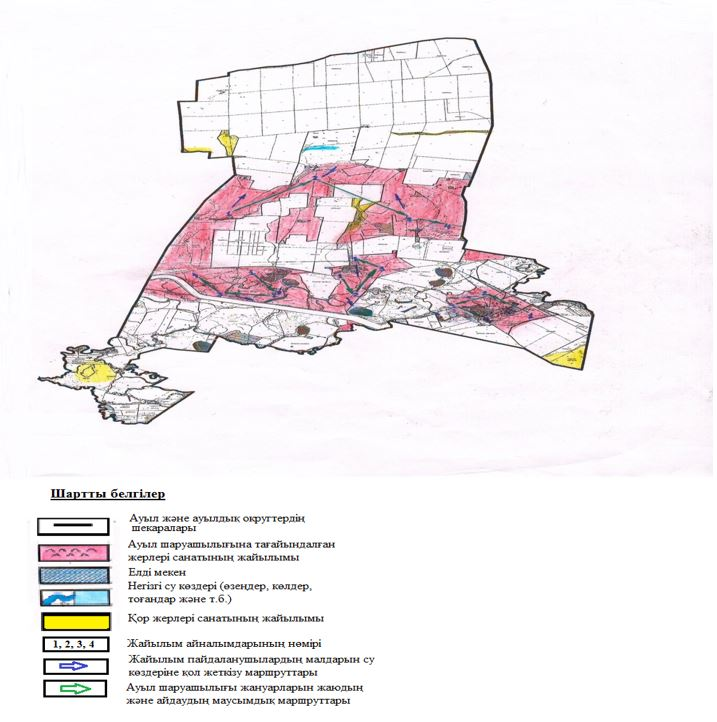 Шартты белгілер
Ауыл және ауылдық округтердің
шекаралары
Ауыл шаруашылығына тағайындалған
жерлері санатының жайылымы
Елді мекен
Негізгі су көздері (өзеңдер, көлдер,
тоғандар және т.б.)
Қор жерлері санатының жайылымы
1, 2, 3, 4
Жайылым айналымдарының нөмірі
Жайылым пайдаланушылардың малдарын су
көздеріне қол жеткізу маршруттары
Ауыл шаруашылығы жануарларын жаюдың
және айдаудың маусымдық маршруттары